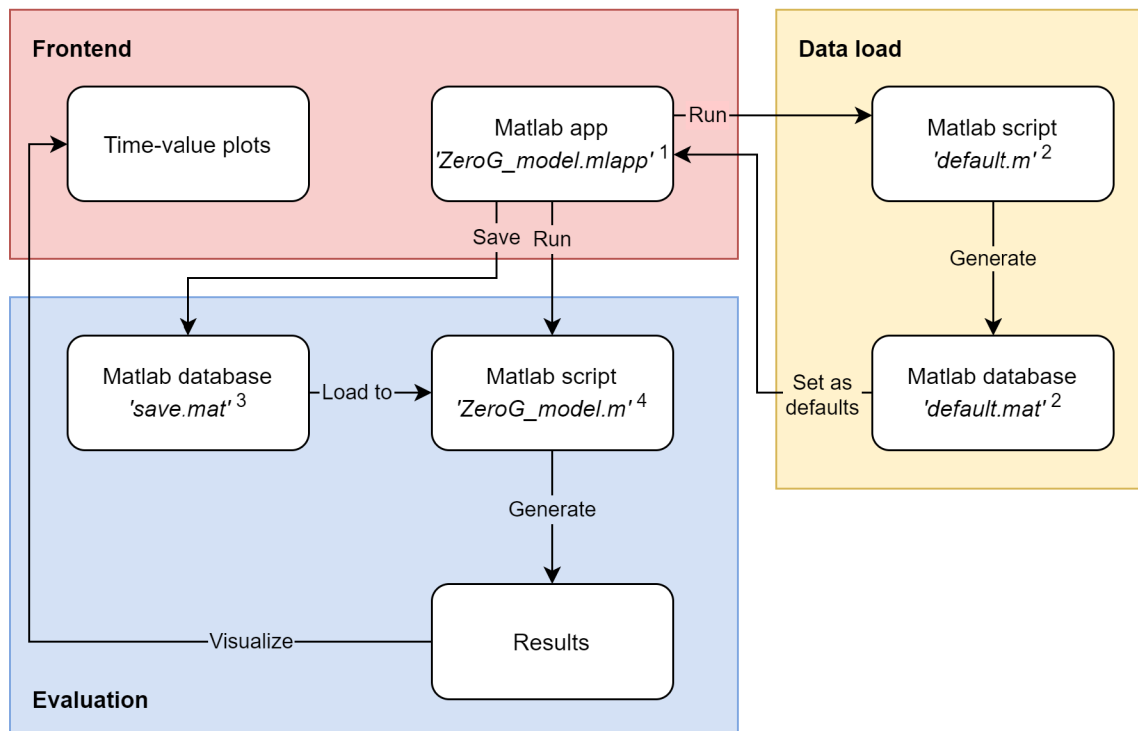 Frontend
Time-value plots
Matlab app
'ZeroG_model.mlapp' 1
Run
Save
Run
Data load
Matlab script
'default.m' 2
Generate
Matlab database
'default.mat' 2
Set as
defaults
Matlab database
'save.mat' 3
Load to
Matlab script
'ZeroG_model.m' 4
Generate
Results
Visualize
Evaluation